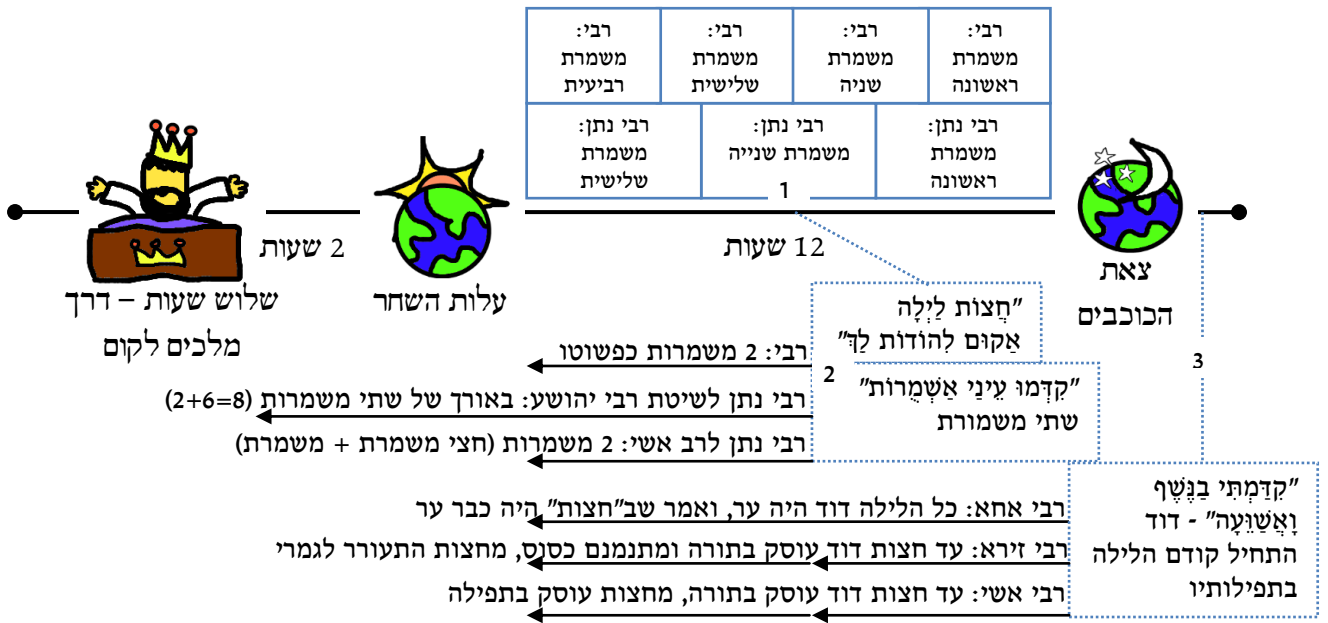 רבי:
משמרת
ראשונה
רבי:
משמרת
שניה
רבי:
משמרת
שלישית
רבי:
משמרת
רביעית
רבי נתן:
משמרת
ראשונה
רבי נתן:
משמרת שנייה
רבי נתן:
משמרת
שלישית
1
צאת
הכוכבים
12 שעות
עלות השחר
2 שעות
שלוש שעות – דרך
מלכים לקום
"חֲצוֹת לַיְלָה
אָקוּם לְהוֹדוֹת לָךְ"
2
"קִדְּמוּ עֵינַי אַשְׁמֻרוֹת"
שתי משמורת
3
רבי: 2 משמרות כפשוטו
רבי נתן לשיטת רבי יהושע: באורך של שתי משמרות (8=6+2)
רבי נתן לרב אשי: 2 משמרות (חצי משמרת + משמרת)
"קִדַּמְתִּי בַנֶּשֶׁף
וָאֲשַׁוֵּעָה" - דוד
התחיל קודם הלילה
בתפילותיו
רבי אחא: כל הלילה דוד היה ער, ואמר שב"חצות" היה כבר ער
רבי זירא: עד חצות דוד עוסק בתורה ומתנמנם כסוס, מחצות התעורר לגמרי
רבי אשי: עד חצות דוד עוסק בתורה, מחצות עוסק בתפילה